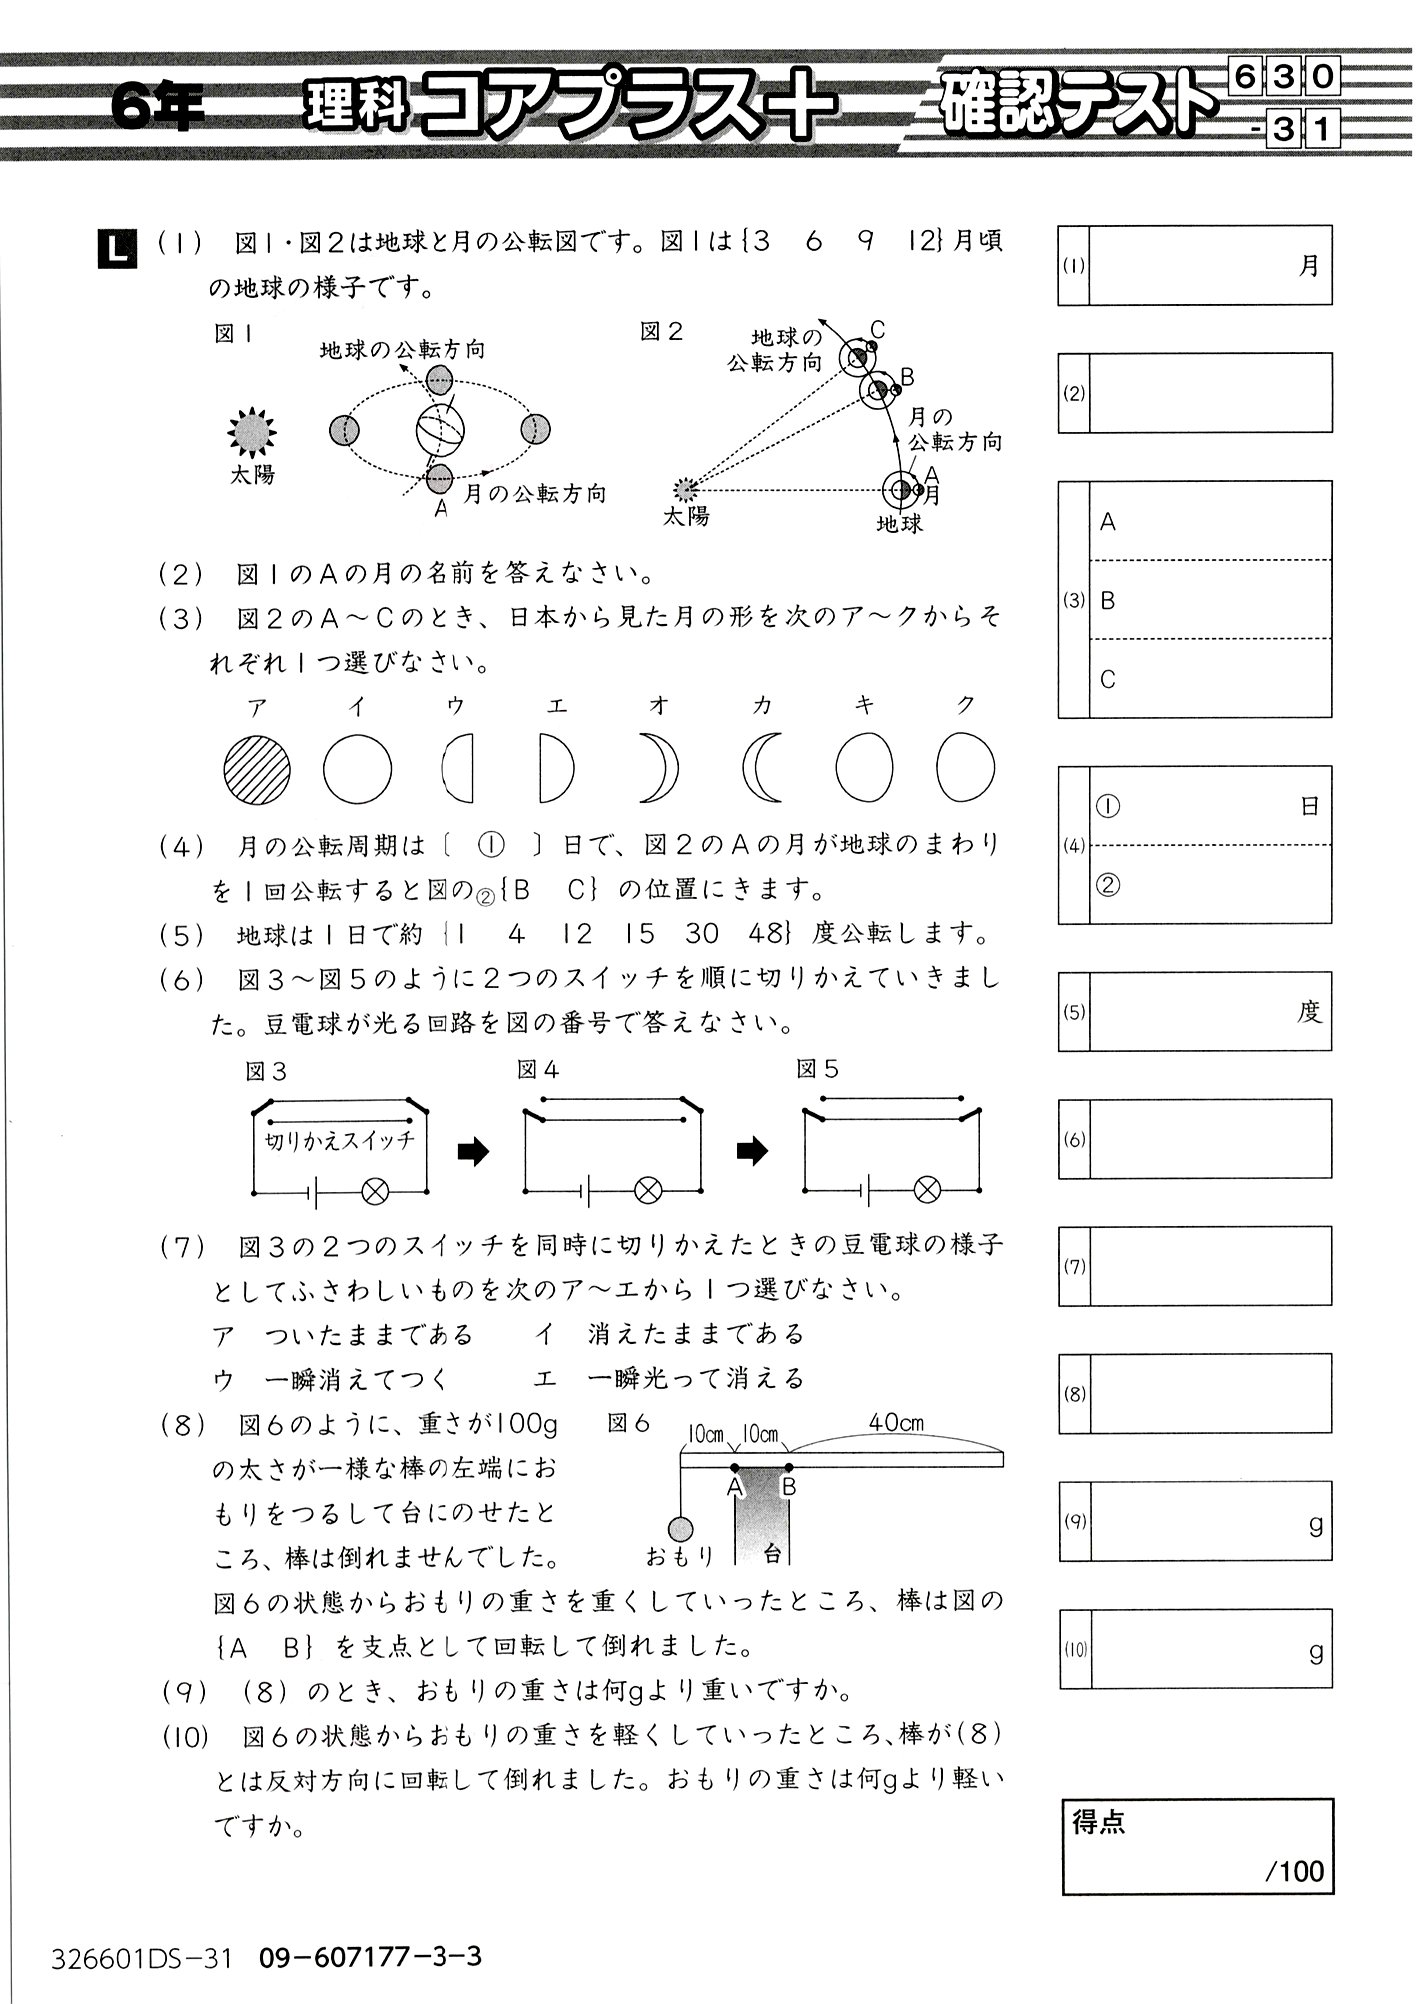 6年 理科 コアプラス＋ 確認テスト 630
-31
L (1) 図1・図2は地球と月の公転図です。図1は{3 6 9 12}月頃
の地球の様子です。
図1
地球の公転方向
太陽
月の公転方向
A
図2
地球の
公転方向
C
B
月の
公転方向
A
月
太陽
地球
(2) 図1のAの月の名前を答えなさい。
(3) 図2のA～Cのとき、日本から見た月の形を次のア～クからそ
れぞれ1つ選びなさい。
ア イ ウ エ オ カ キ ク
(4) 月の公転周期は〔 ① 〕日で、図2のAの月が地球のまわり
を1回公転すると図の②{B C}の位置にきます。
(5) 地球は1日で約{1 4 12 15 30 48}度公転します。
(6) 図3～図5のように2つのスイッチを順に切りかえていきまし
た。豆電球が光る回路を図の番号で答えなさい。
図3 図4 図5
切りかえスイッチ
(7) 図3の2つのスイッチを同時に切りかえたときの豆電球の様子
としてふさわしいものを次のア～エから1つ選びなさい。
ア ついたままである イ 消えたままである
ウ 一瞬消えてつく エ 一瞬光って消える
(8) 図6のように、重さが100g
の太さが一様な棒の左端にお
もりをつるして台にのせたと
ころ、棒は倒れませんでした。
図6
10cm 10cm 40cm
A B
おもり 台
図6の状態からおもりの重さを重くしていったところ、棒は図の
{A B}を支点として回転して倒れました。
(9) (8)のとき、おもりの重さは何gより重いですか。
(10) 図6の状態からおもりの重さを軽くしていったところ、棒が(8)
とは反対方向に回転して倒れました。おもりの重さは何gより軽い
ですか。
(1) 月
(2)
(3) A
B
C
(4) ① 日
②
(5) 度
(6)
(7)
(8)
(9) g
(10) g
得点
/100
326601DS-31 09-607177-3-3